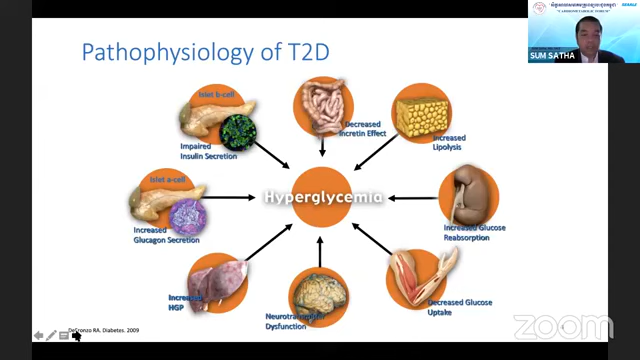 Pathophysiology of T2D
SUM SATHA
Islet b-cell
Impaired
Insulin Secretion
Decreased
Incretin Effect
Increased
Lipolysis
Islet a-cell
Increased
Glucagon Secretion
Hyperglycemia
Increased Glucose
Reabsorption
Increased
HGP
Neurotransmitter
Dysfunction
Decreased Glucose
Uptake
DeFronzo RA. Diabetes. 2009
zoom